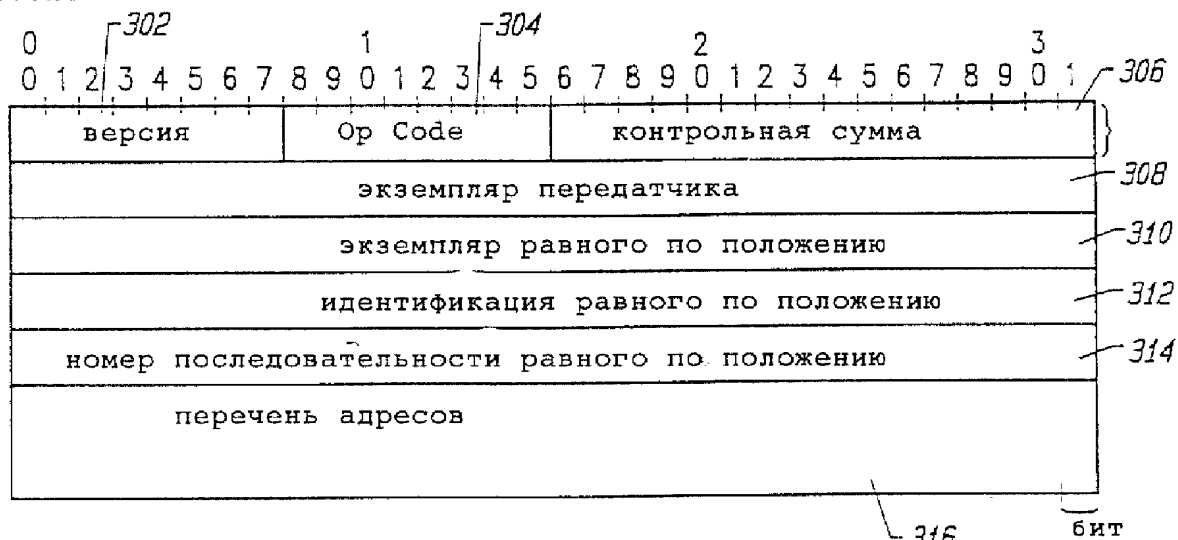 302 304
0 1 2 3
0 1 2 3 4 5 6 7 8 9 0 1 2 3 4 5 6 7 8 9 0 1 2 3 4 5 6 7 8 9 0 1
306
версия Op Code контрольная сумма
экземпляр передатчика 308
экземпляр равного по положению 310
идентификация равного по положению 312
номер последовательности равного по положению 314
перечень адресов
316 бит